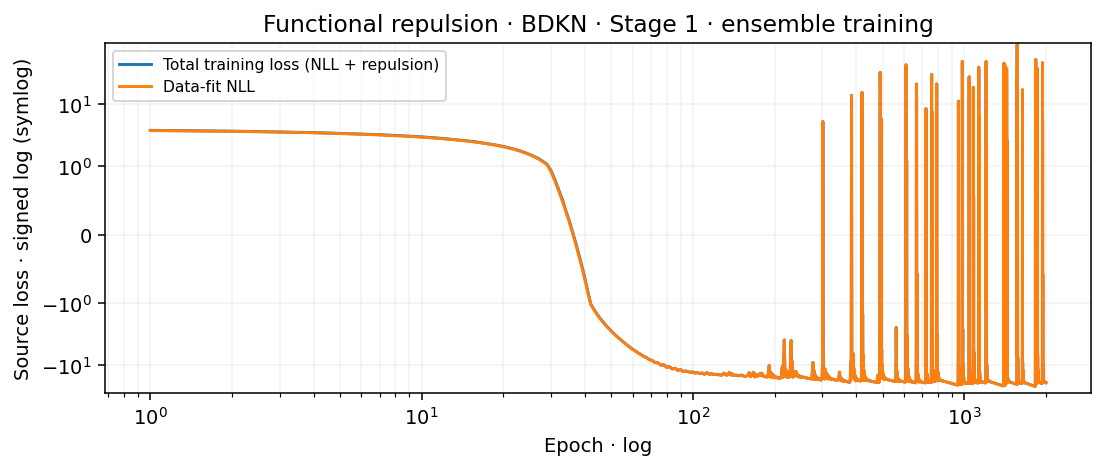 Functional repulsion · BDKN · Stage 1 · ensemble training
Total training loss (NLL + repulsion)
Data-fit NLL
Source loss · signed log (symlog)
10¹
10⁰
0
−10⁰
−10¹
10⁰ 10¹ 10² 10³
Epoch · log